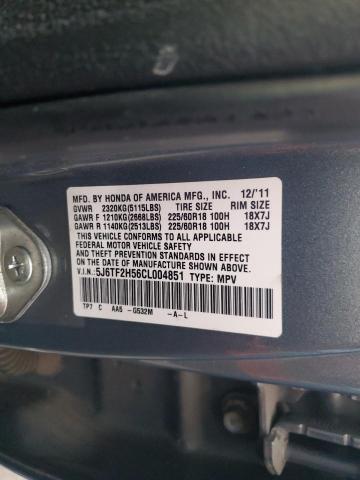 MFD. BY HONDA OF AMERICA MFG., INC. 12/'11
GVWR 2320KG(5115LBS) TIRE SIZE RIM SIZE
GAWR F 1210KG(2668LBS) 225/60R18 100H 18X7J
GAWR R 1140KG(2513LBS) 225/60R18 100H 18X7J
THIS VEHICLE CONFORMS TO ALL APPLICABLE
FEDERAL MOTOR VEHICLE SAFETY, BUMPER,
AND THEFT PREVENTION STANDARDS IN EFFECT
ON THE DATE OF MANUFACTURE SHOWN ABOVE.
V.I.N.:5J6TF2H56CL004851 TYPE: MPV
TP7 C AA5 -G532M -A-L